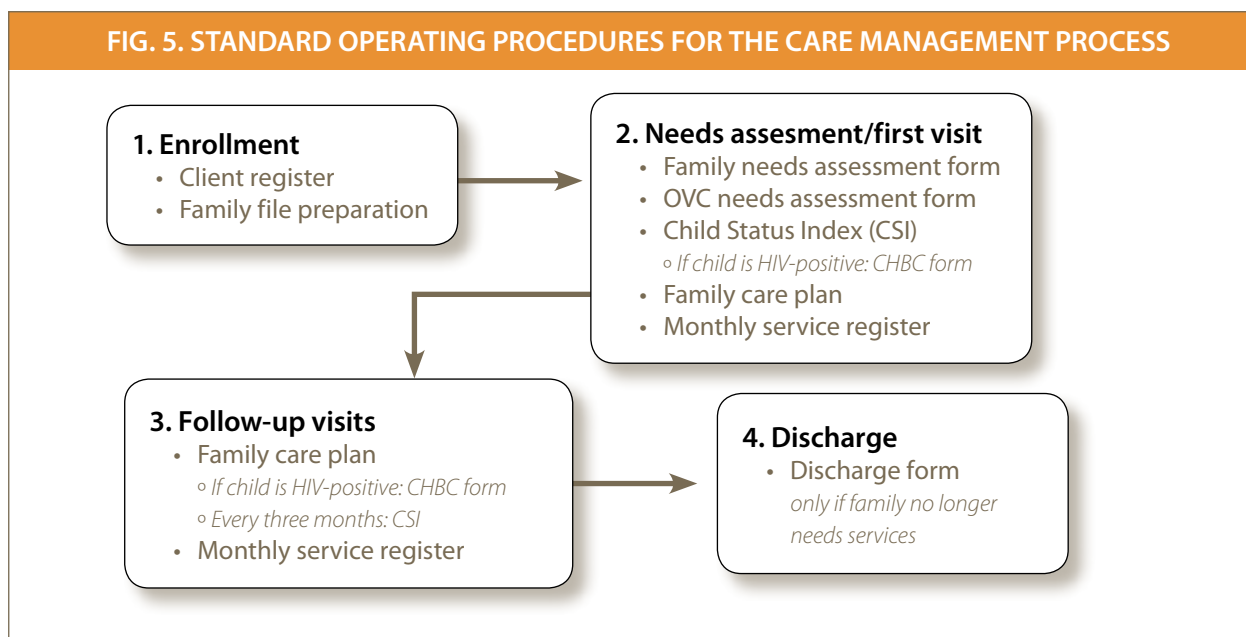 FIG. 5. STANDARD OPERATING PROCEDURES FOR THE CARE MANAGEMENT PROCESS
1. Enrollment
• Client register
• Family file preparation
2. Needs assesment/first visit
• Family needs assessment form
• OVC needs assessment form
• Child Status Index (CSI)
○ If child is HIV-positive: CHBC form
• Family care plan
• Monthly service register
3. Follow-up visits
• Family care plan
○ If child is HIV-positive: CHBC form
○ Every three months: CSI
• Monthly service register
4. Discharge
• Discharge form
only if family no longer
needs services